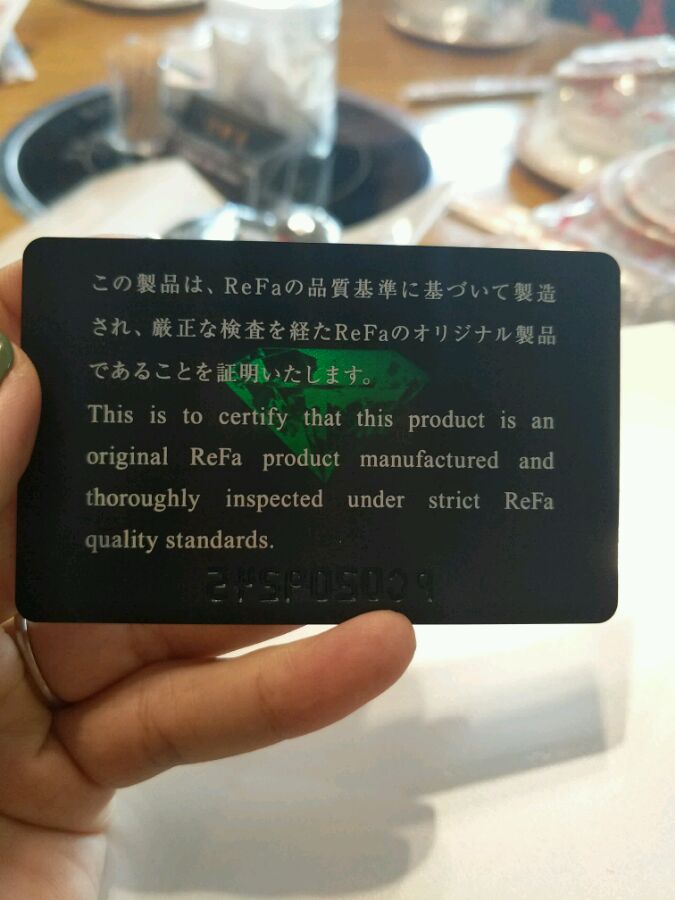 この製品は、ReFaの品質基準に基づいて製造
され、厳正な検査を経たReFaのオリジナル製品
であることを証明いたします。
This is to certify that this product is an
original ReFa product manufactured and
thoroughly inspected under strict ReFa
quality standards.